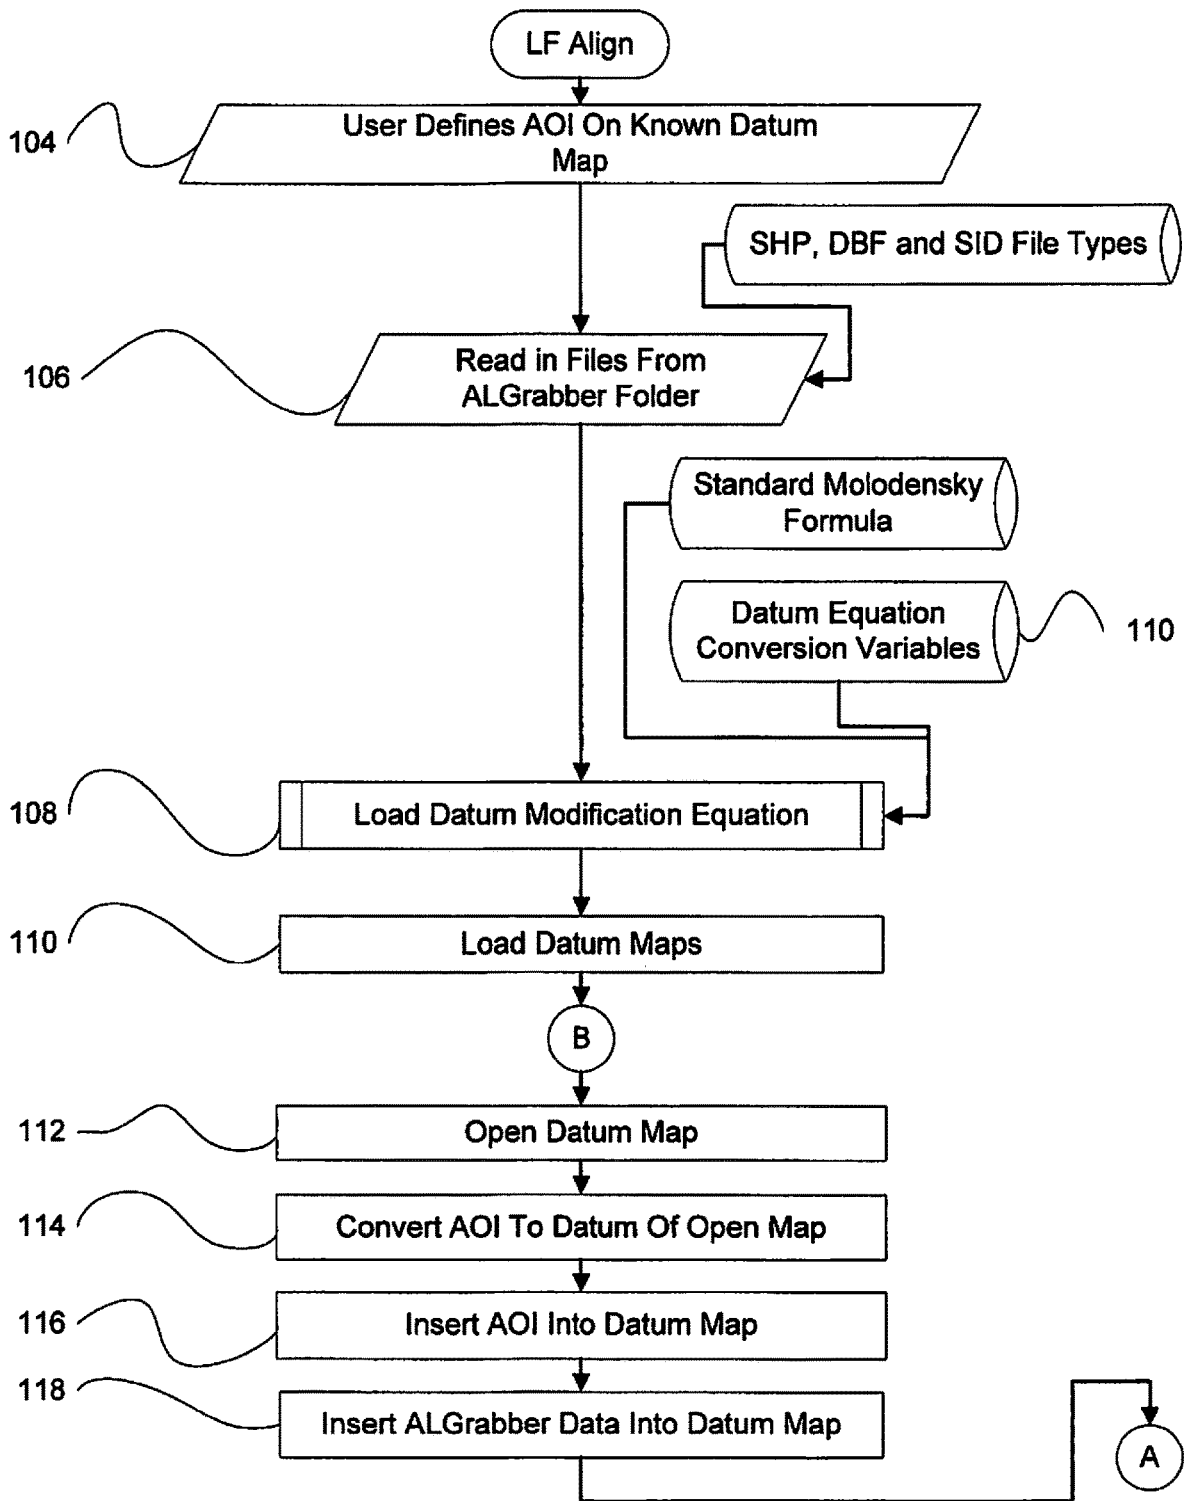 LF Align
104
User Defines AOI On Known Datum
Map
SHP, DBF and SID File Types
106
Read in Files From
ALGrabber Folder
Standard Molodensky
Formula
Datum Equation
Conversion Variables
110
108
Load Datum Modification Equation
110
Load Datum Maps
B
112
Open Datum Map
114
Convert AOI To Datum Of Open Map
116
Insert AOI Into Datum Map
118
Insert ALGrabber Data Into Datum Map
A